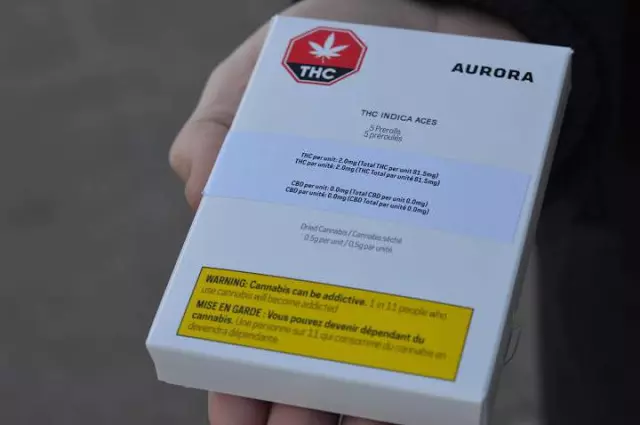 THC
AURORA
THC INDICA ACES
5 Prerolls
5 préroulés
THC per unit: 2.0mg (Total THC per unit 81.5mg)
THC par unité: 2.0mg (THC Total par unité 81.5mg)
CBD per unit: 0.0mg (Total CBD per unit 0.0mg)
CBD par unité: 0.0mg (CBD Total par unité 0.0mg)
Dried Cannabis / Cannabis séché
0.5g per unit / 0,5g par unité
WARNING: Cannabis can be addictive. 1 in 11 people who
use cannabis will become addicted.
MISE EN GARDE : Vous pouvez devenir dépendant du
cannabis. Une personne sur 11 qui consomme du cannabis en
deviendra dépendante.